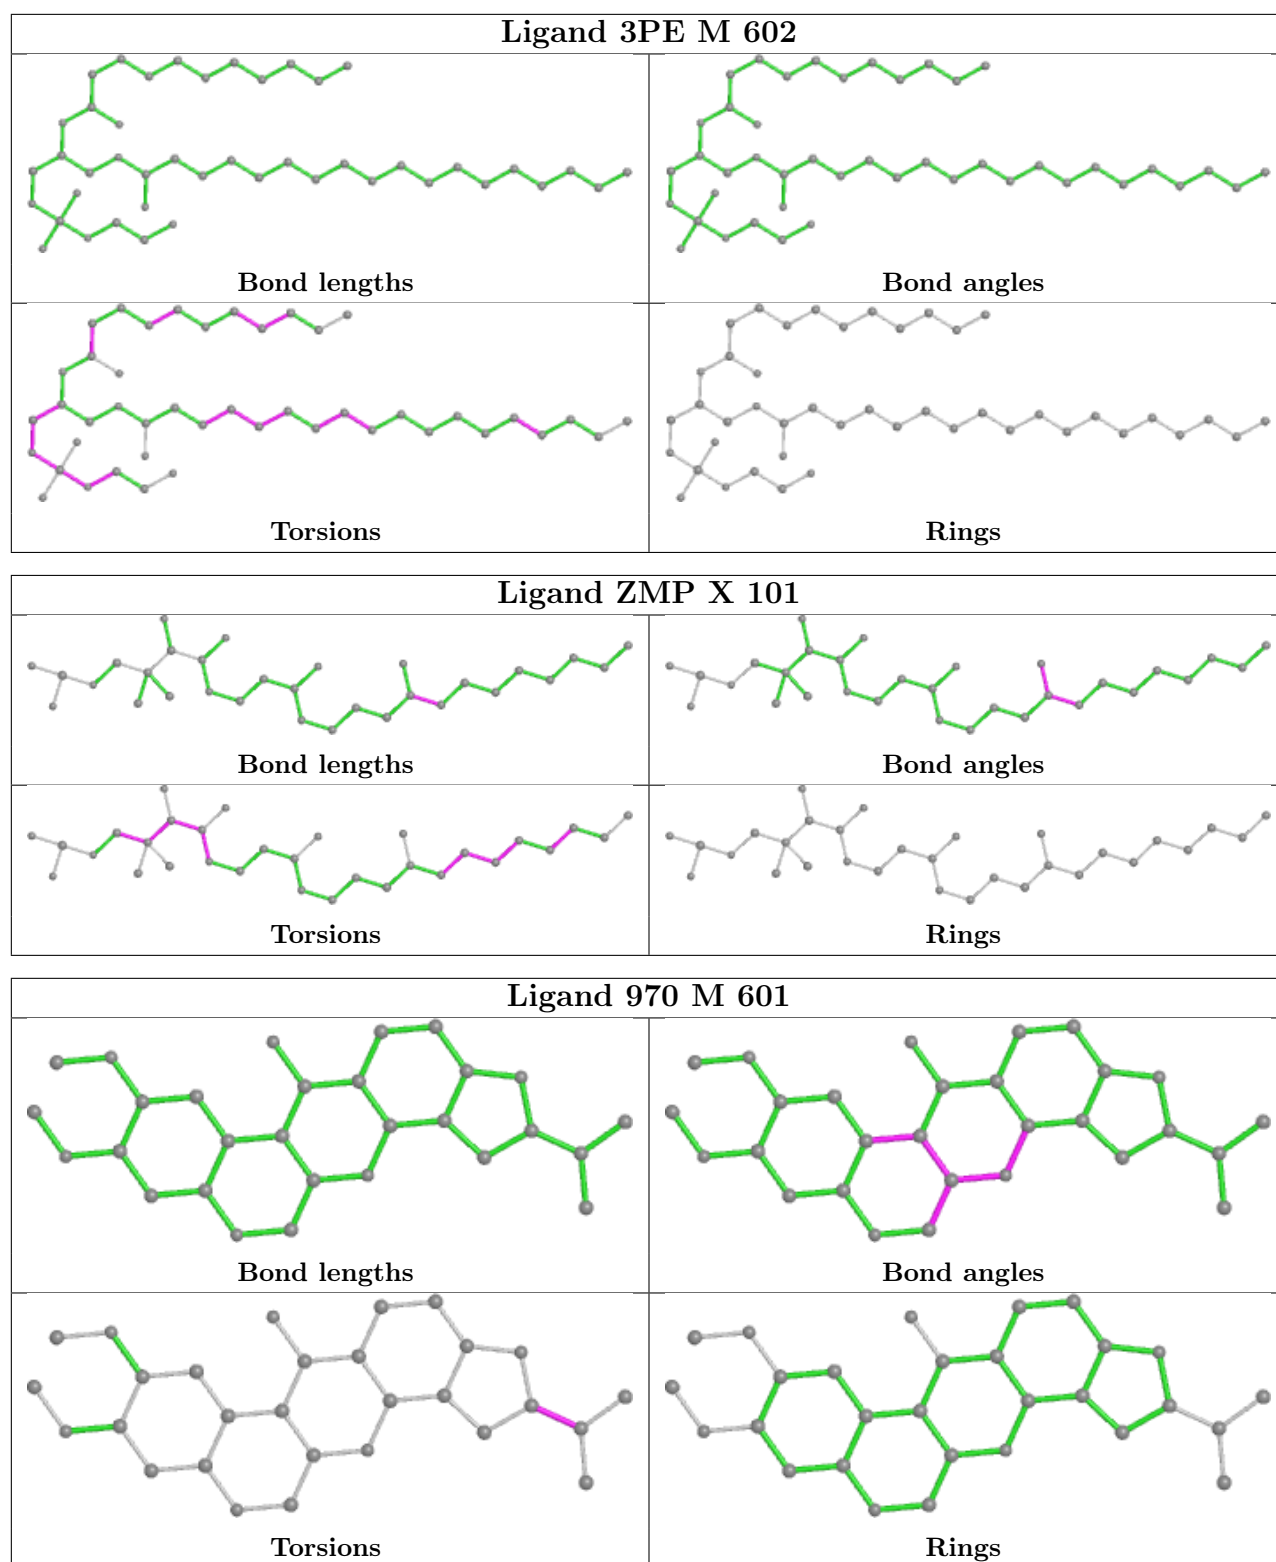 Ligand 3PE M 602
Bond lengths
Bond angles
Torsions
Rings
Ligand ZMP X 101
Bond lengths
Bond angles
Torsions
Rings
Ligand 970 M 601
Bond lengths
Bond angles
Torsions
Rings